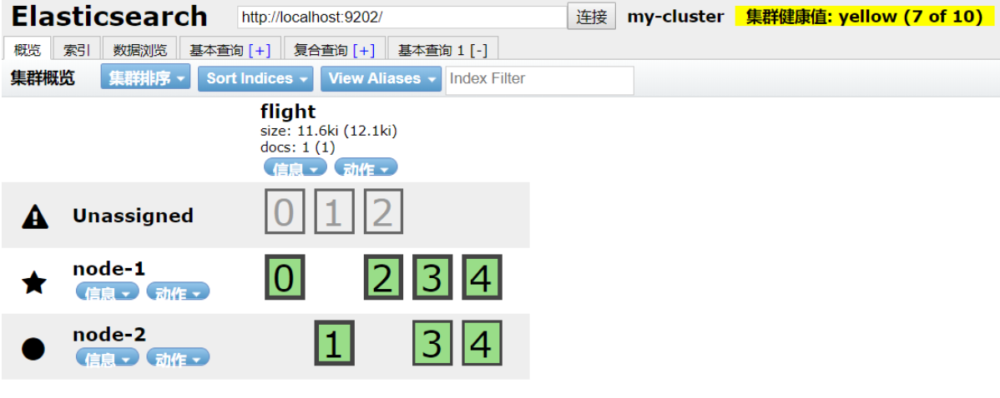 Elasticsearch http://localhost:9202/ 连接 my-cluster 集群健康值: yellow (7 of 10)
概览 索引 数据浏览 基本查询 [+] 复合查询 [+] 基本查询 1 [-]
集群概览 集群排序 Sort Indices View Aliases Index Filter
flight
size: 11.6ki (12.1ki)
docs: 1 (1)
信息 动作
Unassigned 0 1 2
node-1 0 2 3 4
信息 动作
node-2 1 3 4
信息 动作